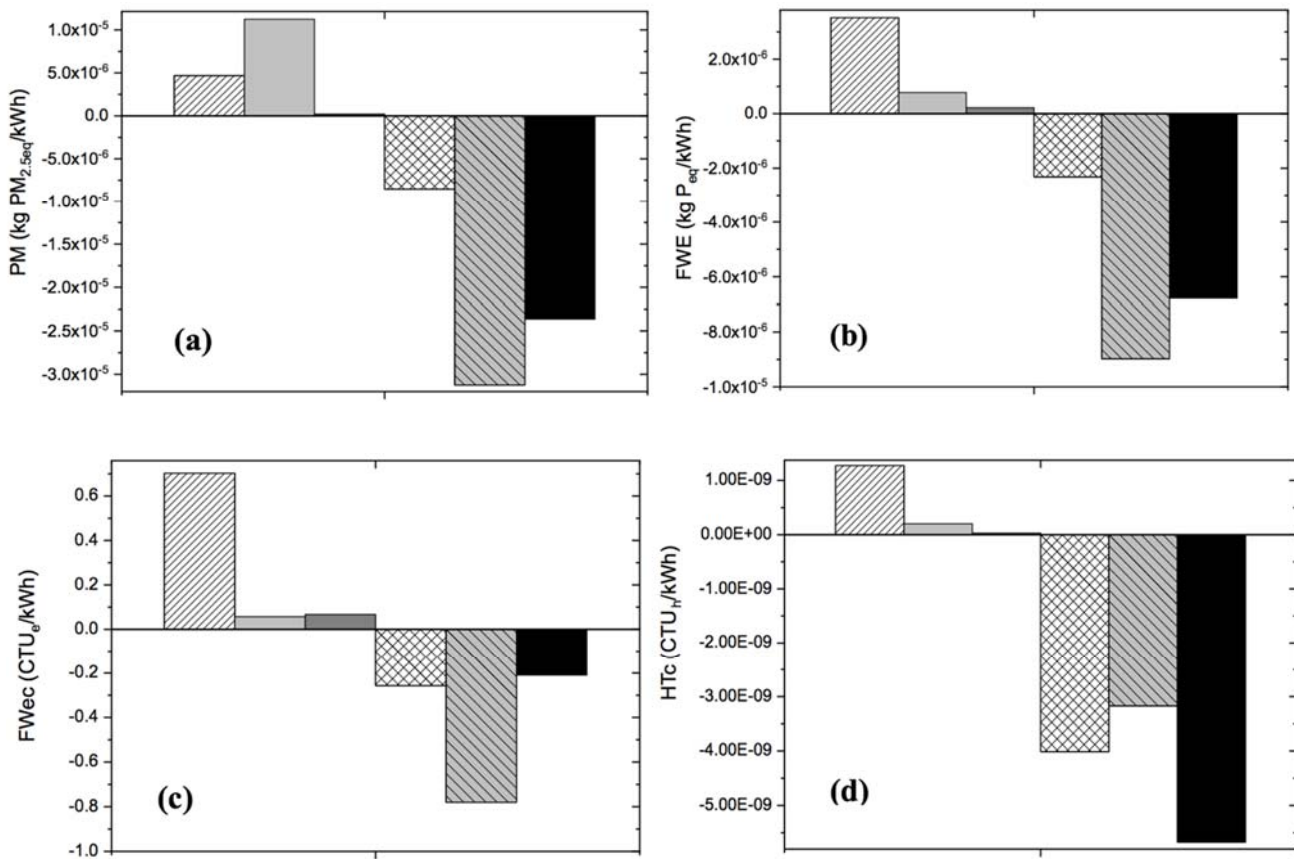 1.0x10⁻⁵
5.0x10⁻⁶
0.0
-5.0x10⁻⁶
-1.0x10⁻⁵
-1.5x10⁻⁵
-2.0x10⁻⁵
-2.5x10⁻⁵
-3.0x10⁻⁵
PM (kg PM₂.₅eq/kWh)
(a)
2.0x10⁻⁶
0.0
-2.0x10⁻⁶
-4.0x10⁻⁶
-6.0x10⁻⁶
-8.0x10⁻⁶
-1.0x10⁻⁵
FWE (kg Peq/kWh)
(b)
0.6
0.4
0.2
0.0
-0.2
-0.4
-0.6
-0.8
-1.0
FWec (CTUe/kWh)
(c)
1.00E-09
0.00E+00
-1.00E-09
-2.00E-09
-3.00E-09
-4.00E-09
-5.00E-09
HTc (CTUh/kWh)
(d)